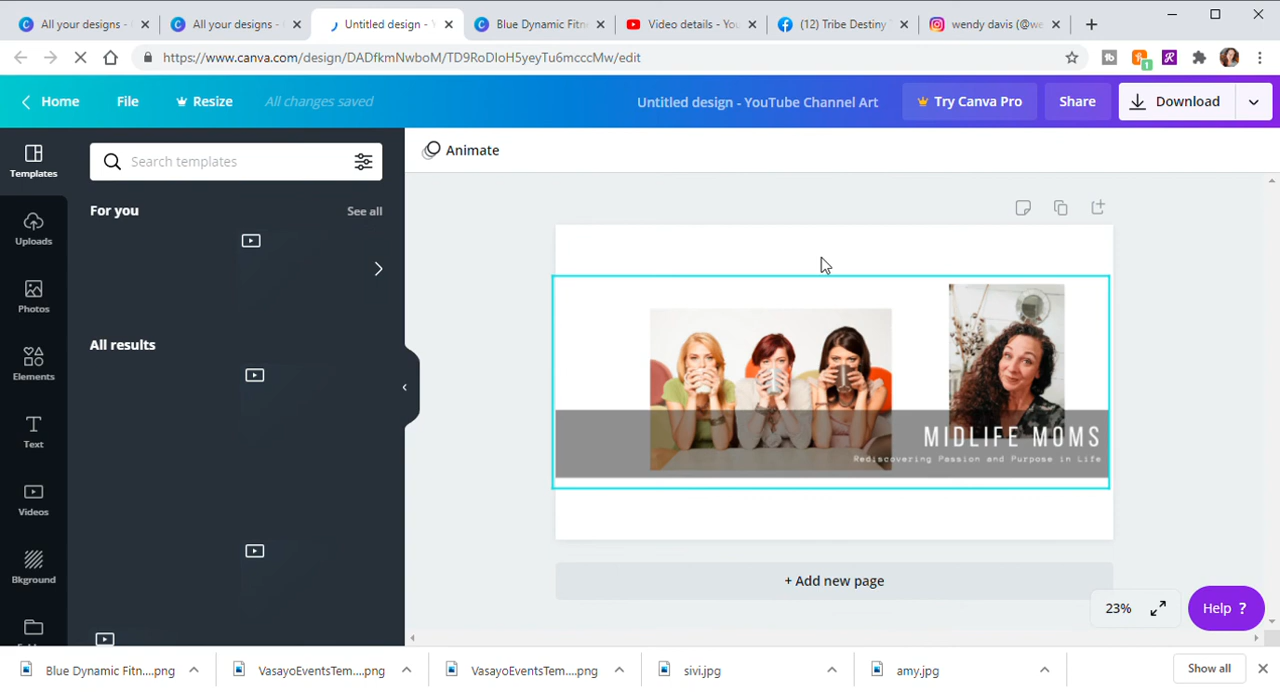 All your designs -
All your designs -
Untitled design -
Blue Dynamic Fitn
Video details - You
(12) Tribe Destiny
wendy davis (@we
https://www.canva.com/design/DADfkmNwboM/TD9RoDIoH5yeyTu6mcccMw/edit
1
Home
File
Resize
All changes saved
Untitled design - YouTube Channel Art
Try Canva Pro
Share
Download
Templates
Uploads
Photos
Elements
Text
Videos
Bkground
Search templates
For you
See all
All results
Animate
MIDLIFE MOMS
Rediscovering Passion and Purpose in Life
+ Add new page
23%
Help ?
Blue Dynamic Fitn....png
VasayoEventsTem....png
VasayoEventsTem....png
sivi.jpg
amy.jpg
Show all